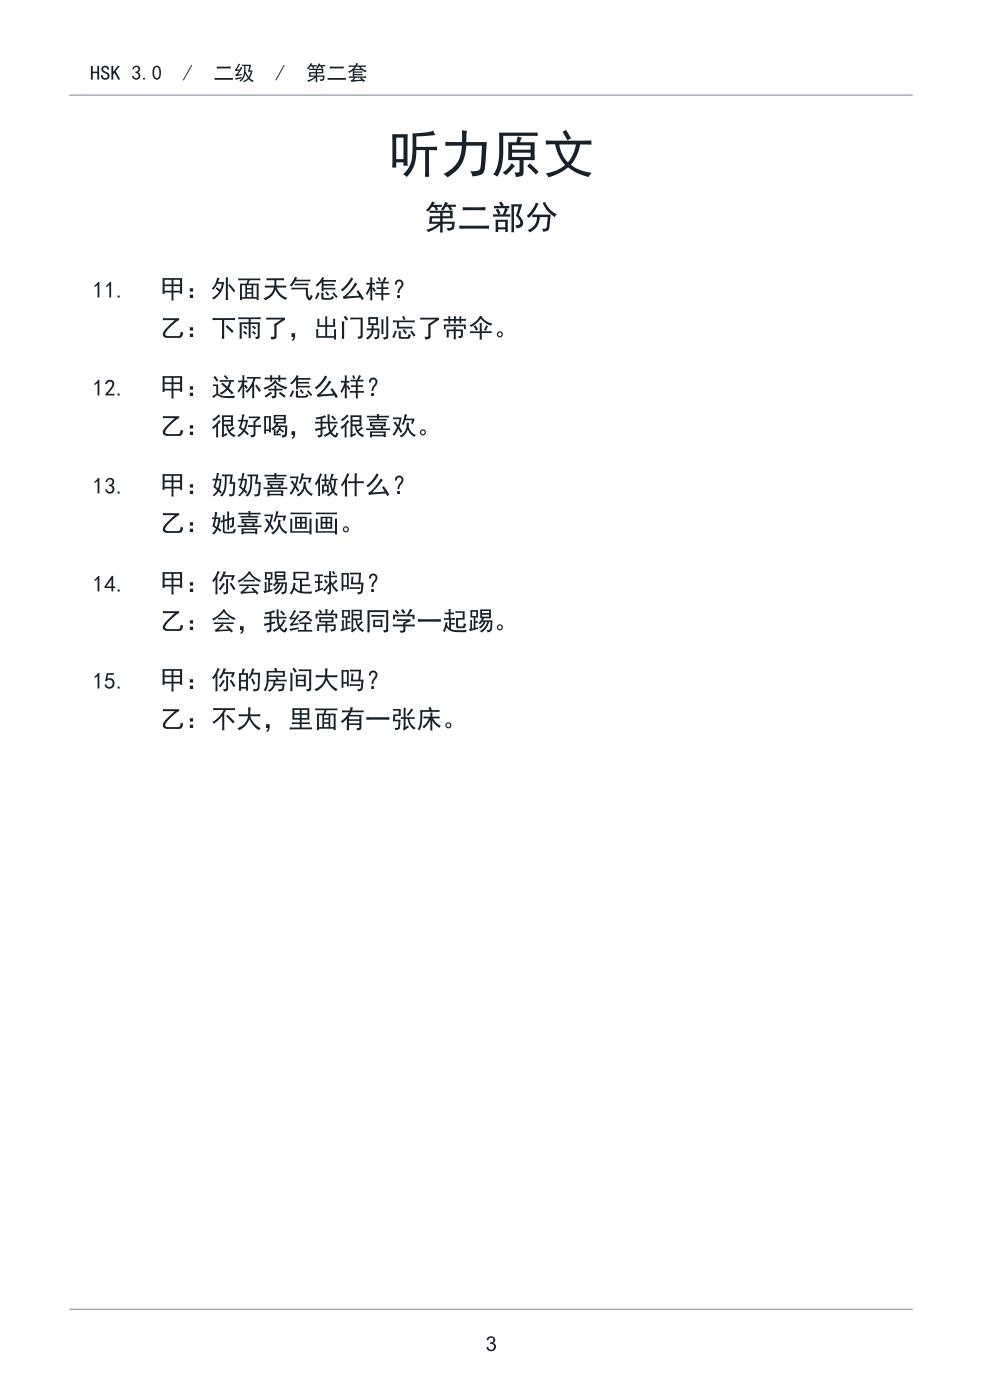 HSK 3.0 / 二级 / 第二套
听力原文
第二部分
11. 甲：外面天气怎么样？
乙：下雨了，出门别忘了带伞。
12. 甲：这杯茶怎么样？
乙：很好喝，我很喜欢。
13. 甲：奶奶喜欢做什么？
乙：她喜欢画画。
14. 甲：你会踢足球吗？
乙：会，我经常跟同学一起踢。
15. 甲：你的房间大吗？
乙：不大，里面有一张床。
3